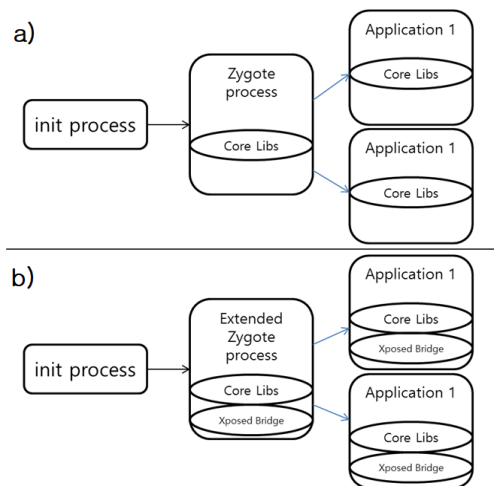 a)
init process
Zygote
process
Core Libs
Application 1
Core Libs
Application 1
Core Libs
b)
init process
Extended
Zygote
process
Core Libs
Xposed Bridge
Application 1
Core Libs
Xposed Bridge
Application 1
Core Libs
Xposed Bridge